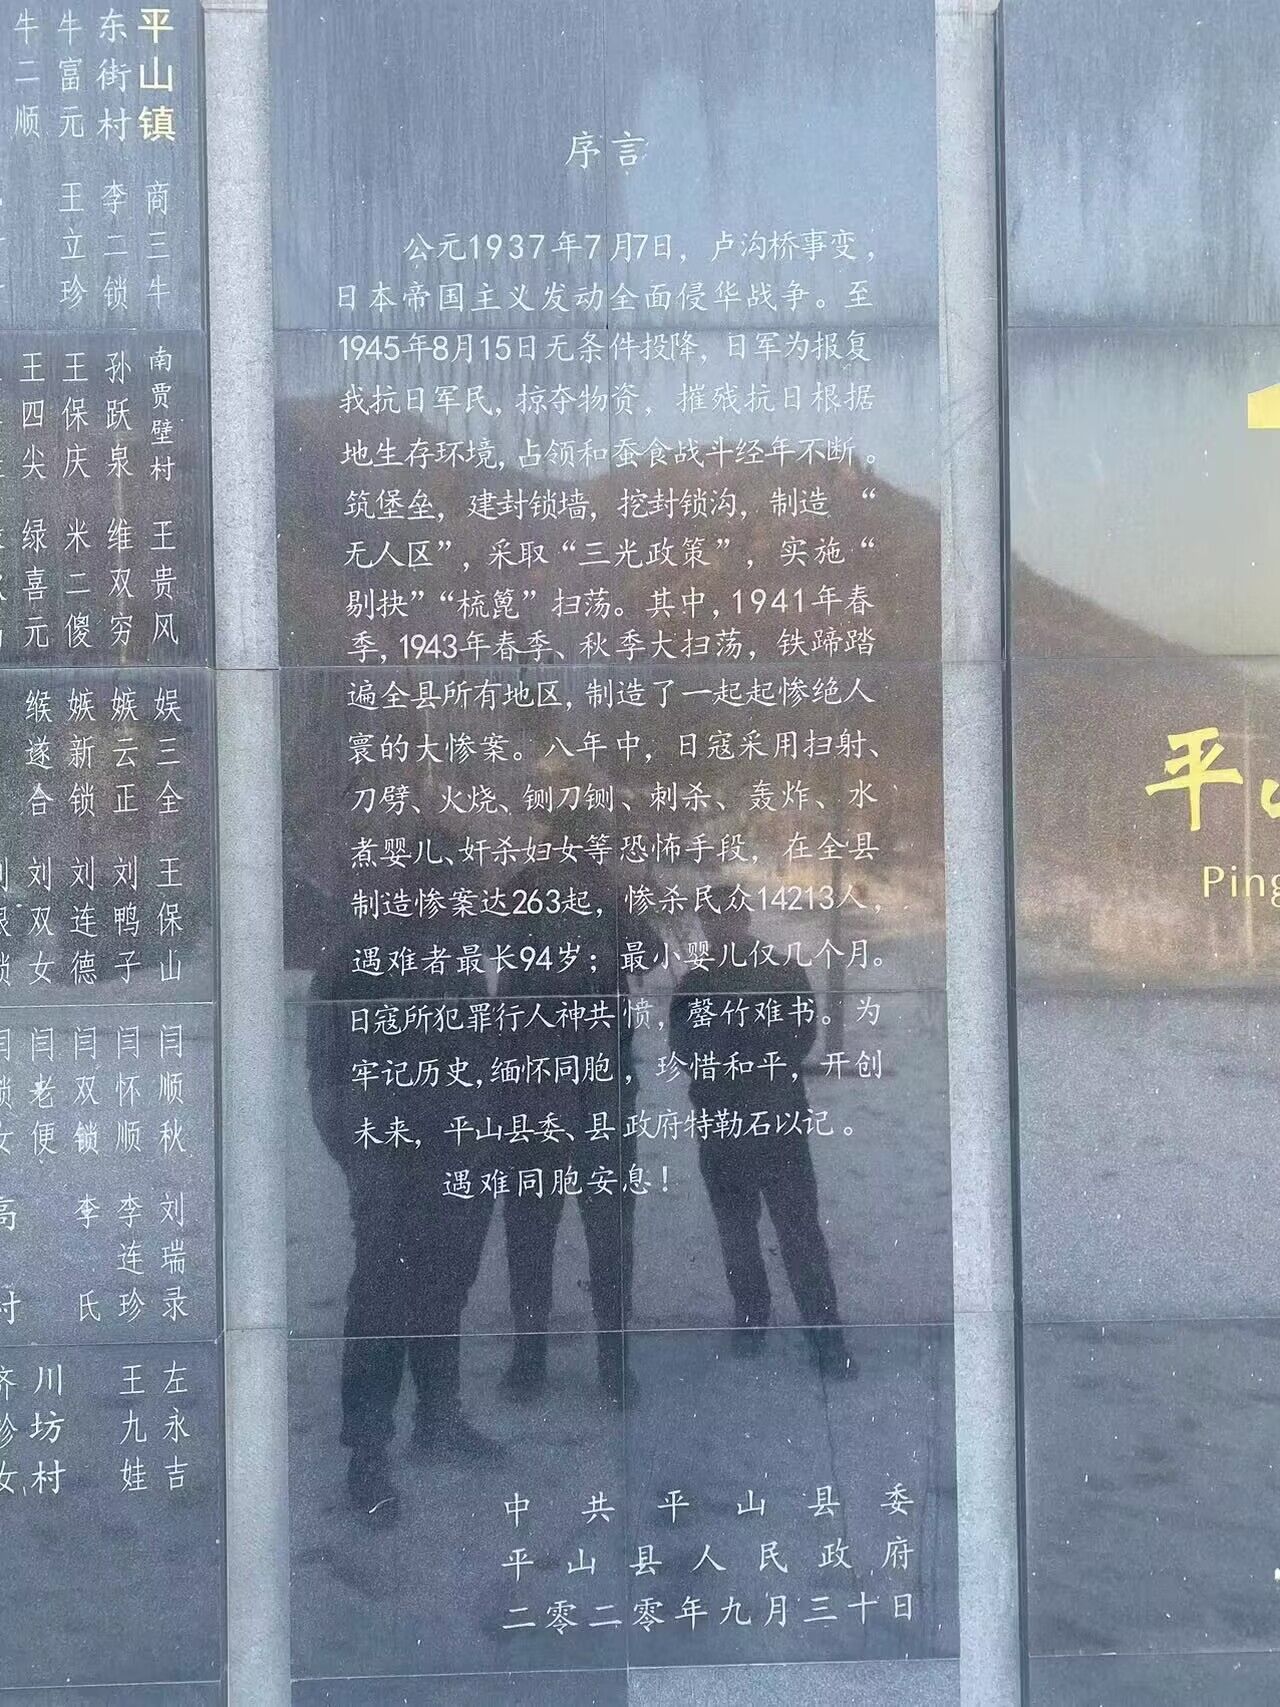 序言
公元1937年7月7日，卢沟桥事变，
日本帝国主义发动全面侵华战争。至
1945年8月15日无条件投降，日军为报复
我抗日军民，掠夺物资，摧残抗日根据
地生存环境，占领和蚕食战斗经年不断。
筑堡垒，建封锁墙，挖封锁沟，制造“
无人区”，采取“三光政策”，实施“
剔抉”“梳篦”扫荡。其中，1941年春
季，1943年春季、秋季大扫荡，铁蹄踏
遍全县所有地区，制造了一起起惨绝人
寰的大惨案。八年中，日寇采用扫射、
刀劈、火烧、铡刀铡、刺杀、轰炸、水
煮婴儿、奸杀妇女等恐怖手段，在全县
制造惨案达263起，惨杀民众14213人，
遇难者最长94岁；最小婴儿仅几个月。
日寇所犯罪行人神共愤，罄竹难书。为
牢记历史，缅怀同胞，珍惜和平，开创
未来，平山县委、县政府特勒石以记。
遇难同胞安息！
中共平山县委
平山县人民政府
二零二零年九月三十日
平山镇
商三牛
南贾壁村
王贵风
娱三全
王保山
闫顺秋
刘瑞录
左永吉
东街村
李二锁
孙跃泉
维双穷
嫉云正
刘鸭子
闫怀顺
李连珍
王九娃
牛富元
王立珍
王保庆
米二傻
嫉新锁
刘连德
闫双锁
李氏
牛二顺
王四尖
绿喜元
缑遂合
刘双女
闫老便
川坊村
平
Ping